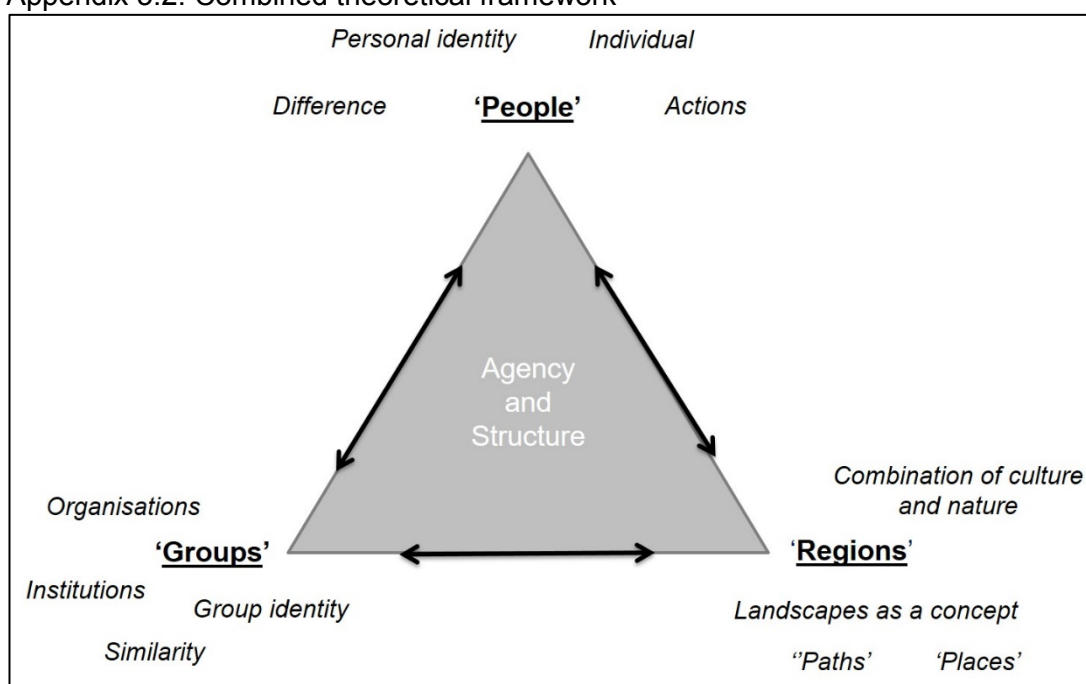 Appendix 3.2: Combined theoretical framework
Personal identity Individual
Difference ‘People’ Actions
Agency
and
Structure
Organisations
‘Groups’
Institutions
Group identity
Similarity
Combination of culture
and nature
‘Regions’
Landscapes as a concept
‘’Paths’ ‘Places’